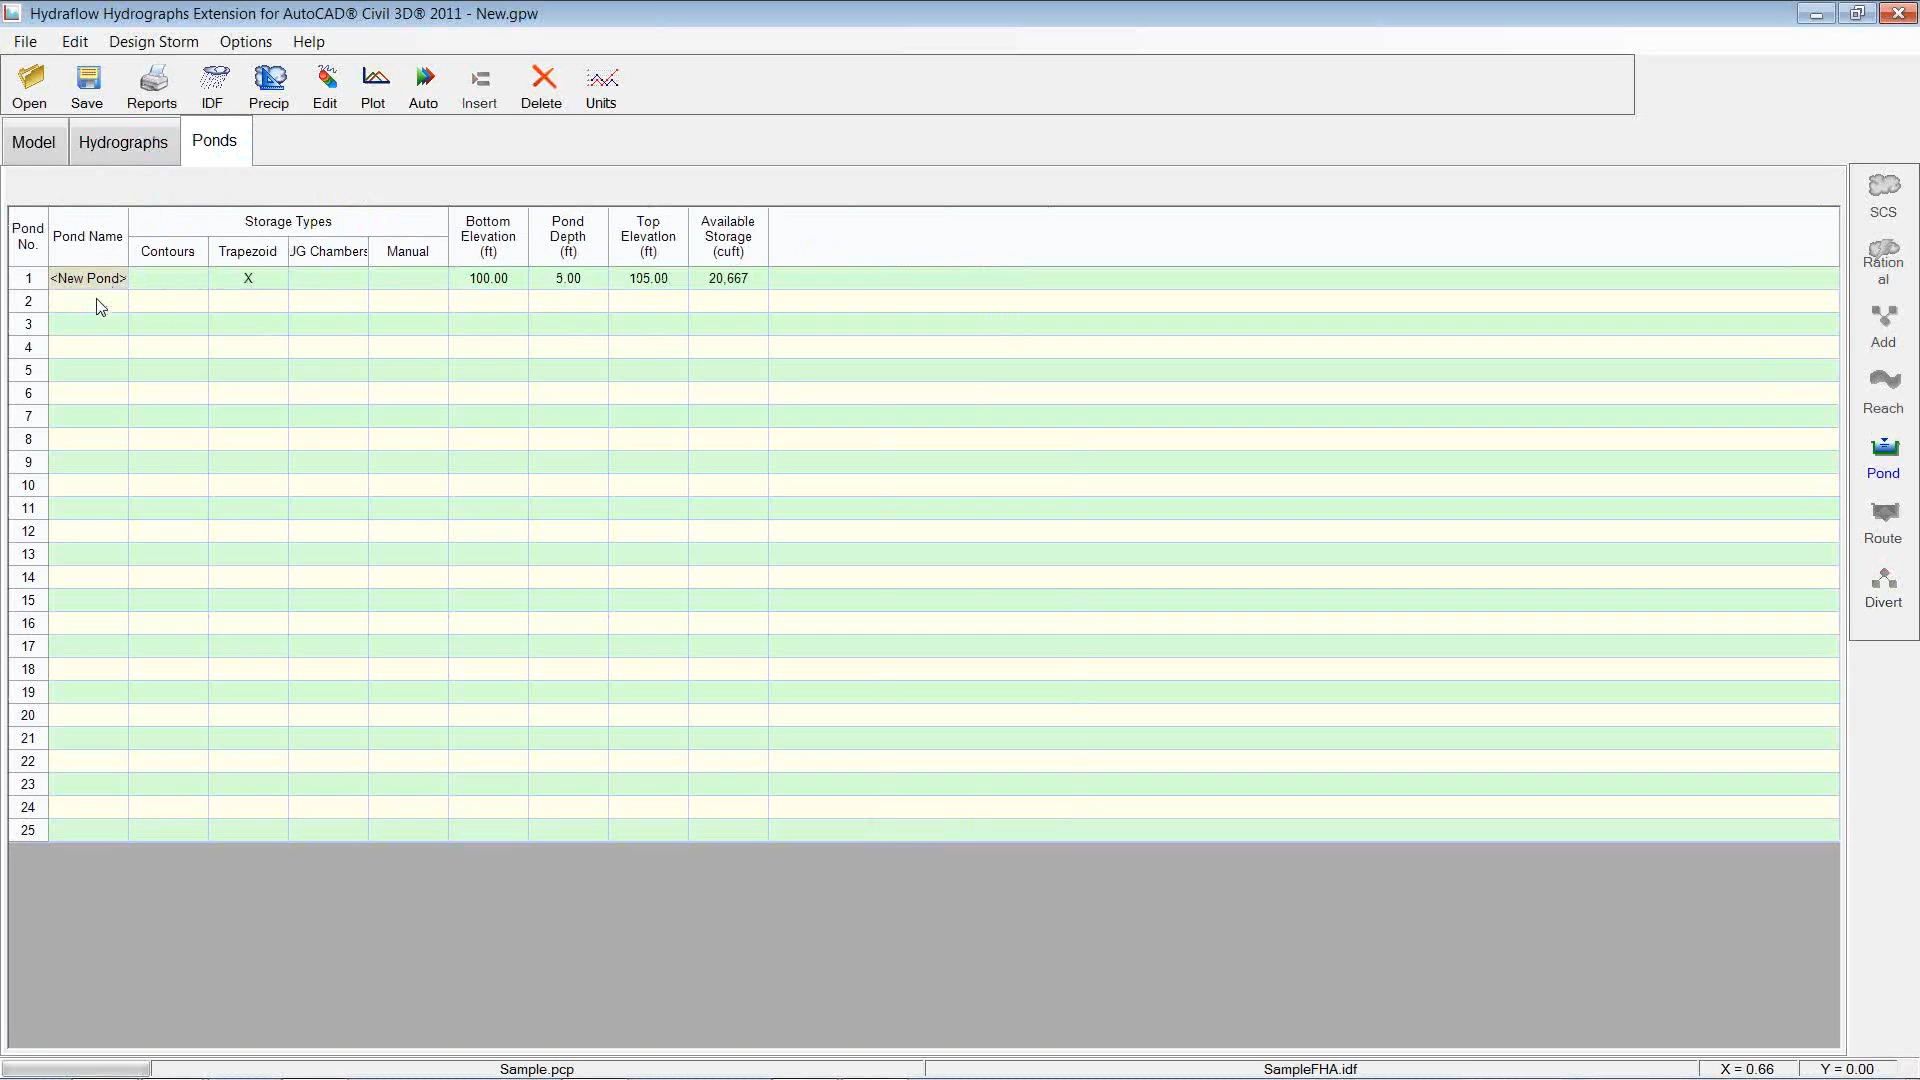 Hydraflow Hydrographs Extension for AutoCAD® Civil 3D® 2011 - New.gpw
File Edit Design Storm Options Help
Open Save Reports IDF Precip Edit Plot Auto Insert Delete Units
Model Hydrographs Ponds
Pond No. Pond Name Storage Types Bottom Elevation (ft) Pond Depth (ft) Top Elevation (ft) Available Storage (cuft)
Contours Trapezoid JG Chambers Manual
1 <New Pond> X 100.00 5.00 105.00 20,667
2
3
4
5
6
7
8
9
10
11
12
13
14
15
16
17
18
19
20
21
22
23
24
25
SCS
Ration
al
Add
Reach
Pond
Route
Divert
Sample.pcp SampleFHA.idf X = 0.66 Y = 0.00